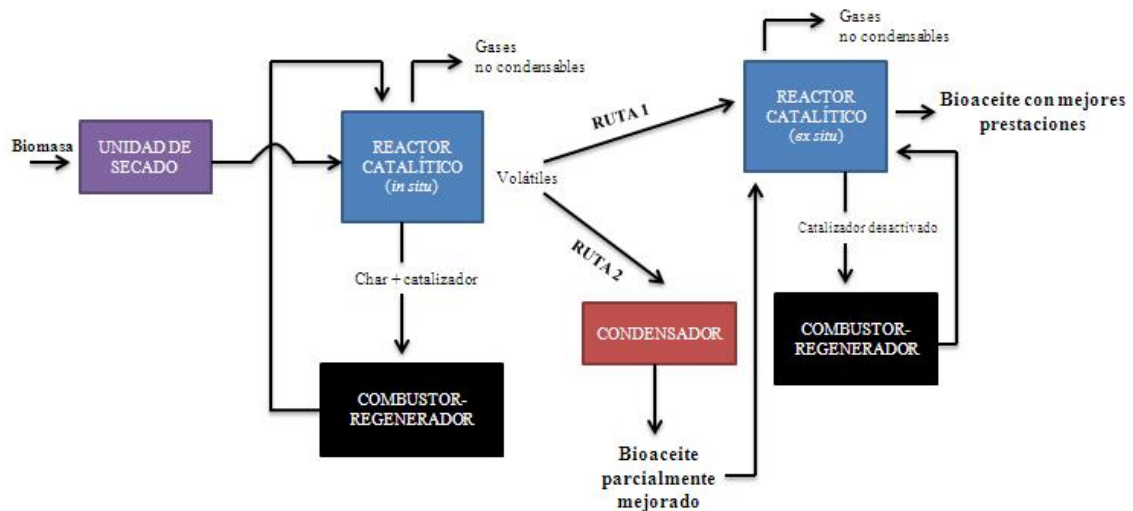 Biomasa
UNIDAD DE
SECADO
REACTOR
CATALÍTICO
(in situ)
Gases
no condensables
Char + catalizador
COMBUSTOR-
REGENERADOR
Volátiles
RUTA 1
RUTA 2
CONDENSADOR
Bioaceite
parcialmente
mejorado
Gases
no condensables
REACTOR
CATALÍTICO
(ex situ)
Bioaceite con mejores
prestaciones
Catalizador desactivado
COMBUSTOR-
REGENERADOR